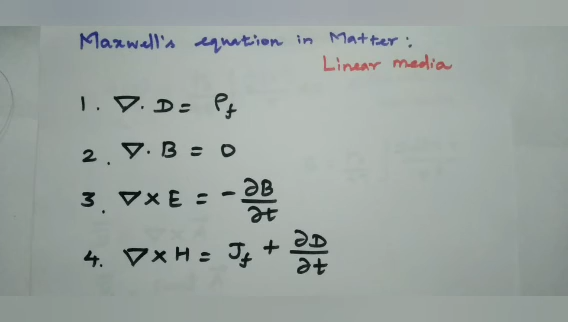 Maxwell's equation in Matter:
Linear media
1. ∇. D = ρf
2. ∇. B = 0
3. ∇×E = - ∂B/∂t
4. ∇×H = Jf + ∂D/∂t